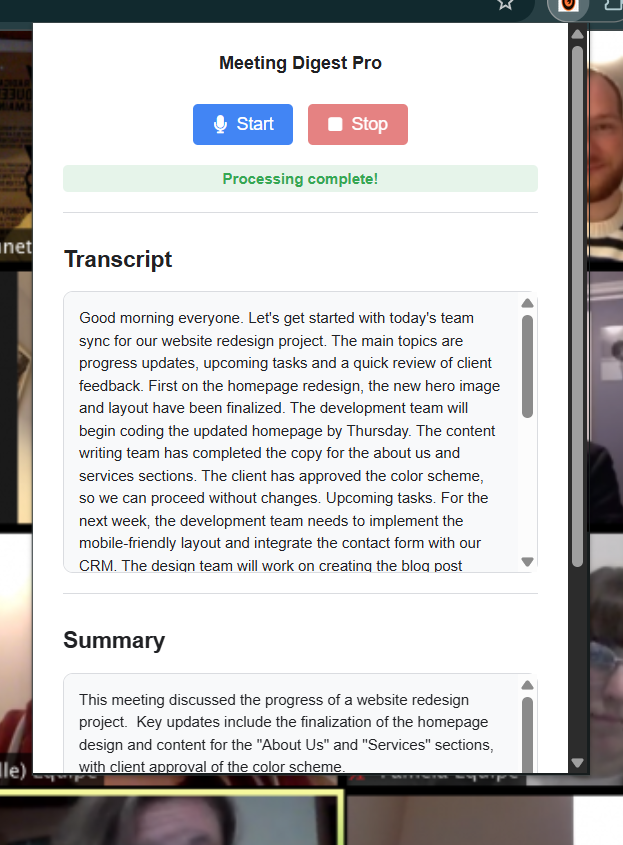 Meeting Digest Pro
Start
Stop
Processing complete!
Transcript
Good morning everyone. Let's get started with today's team
sync for our website redesign project. The main topics are
progress updates, upcoming tasks and a quick review of client
feedback. First on the homepage redesign, the new hero image
and layout have been finalized. The development team will
begin coding the updated homepage by Thursday. The content
writing team has completed the copy for the about us and
services sections. The client has approved the color scheme,
so we can proceed without changes. Upcoming tasks. For the
next week, the development team needs to implement the
mobile-friendly layout and integrate the contact form with our
CRM. The design team will work on creating the blog post
Summary
This meeting discussed the progress of a website redesign
project.  Key updates include the finalization of the homepage
design and content for the "About Us" and "Services" sections,
with client approval of the color scheme.